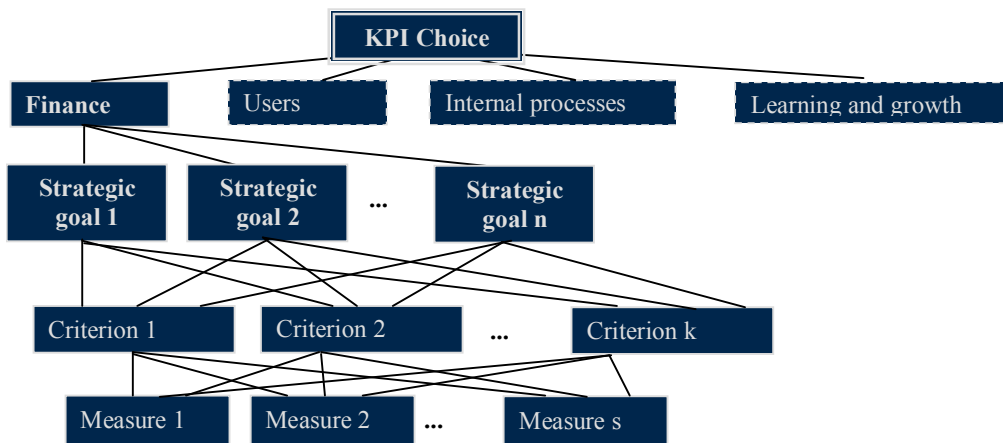 KPI Choice
Finance
Users
Internal processes
Learning and growth
Strategic
goal 1
Strategic
goal 2
...
Strategic
goal n
Criterion 1
Criterion 2
...
Criterion k
Measure 1
Measure 2
...
Measure s